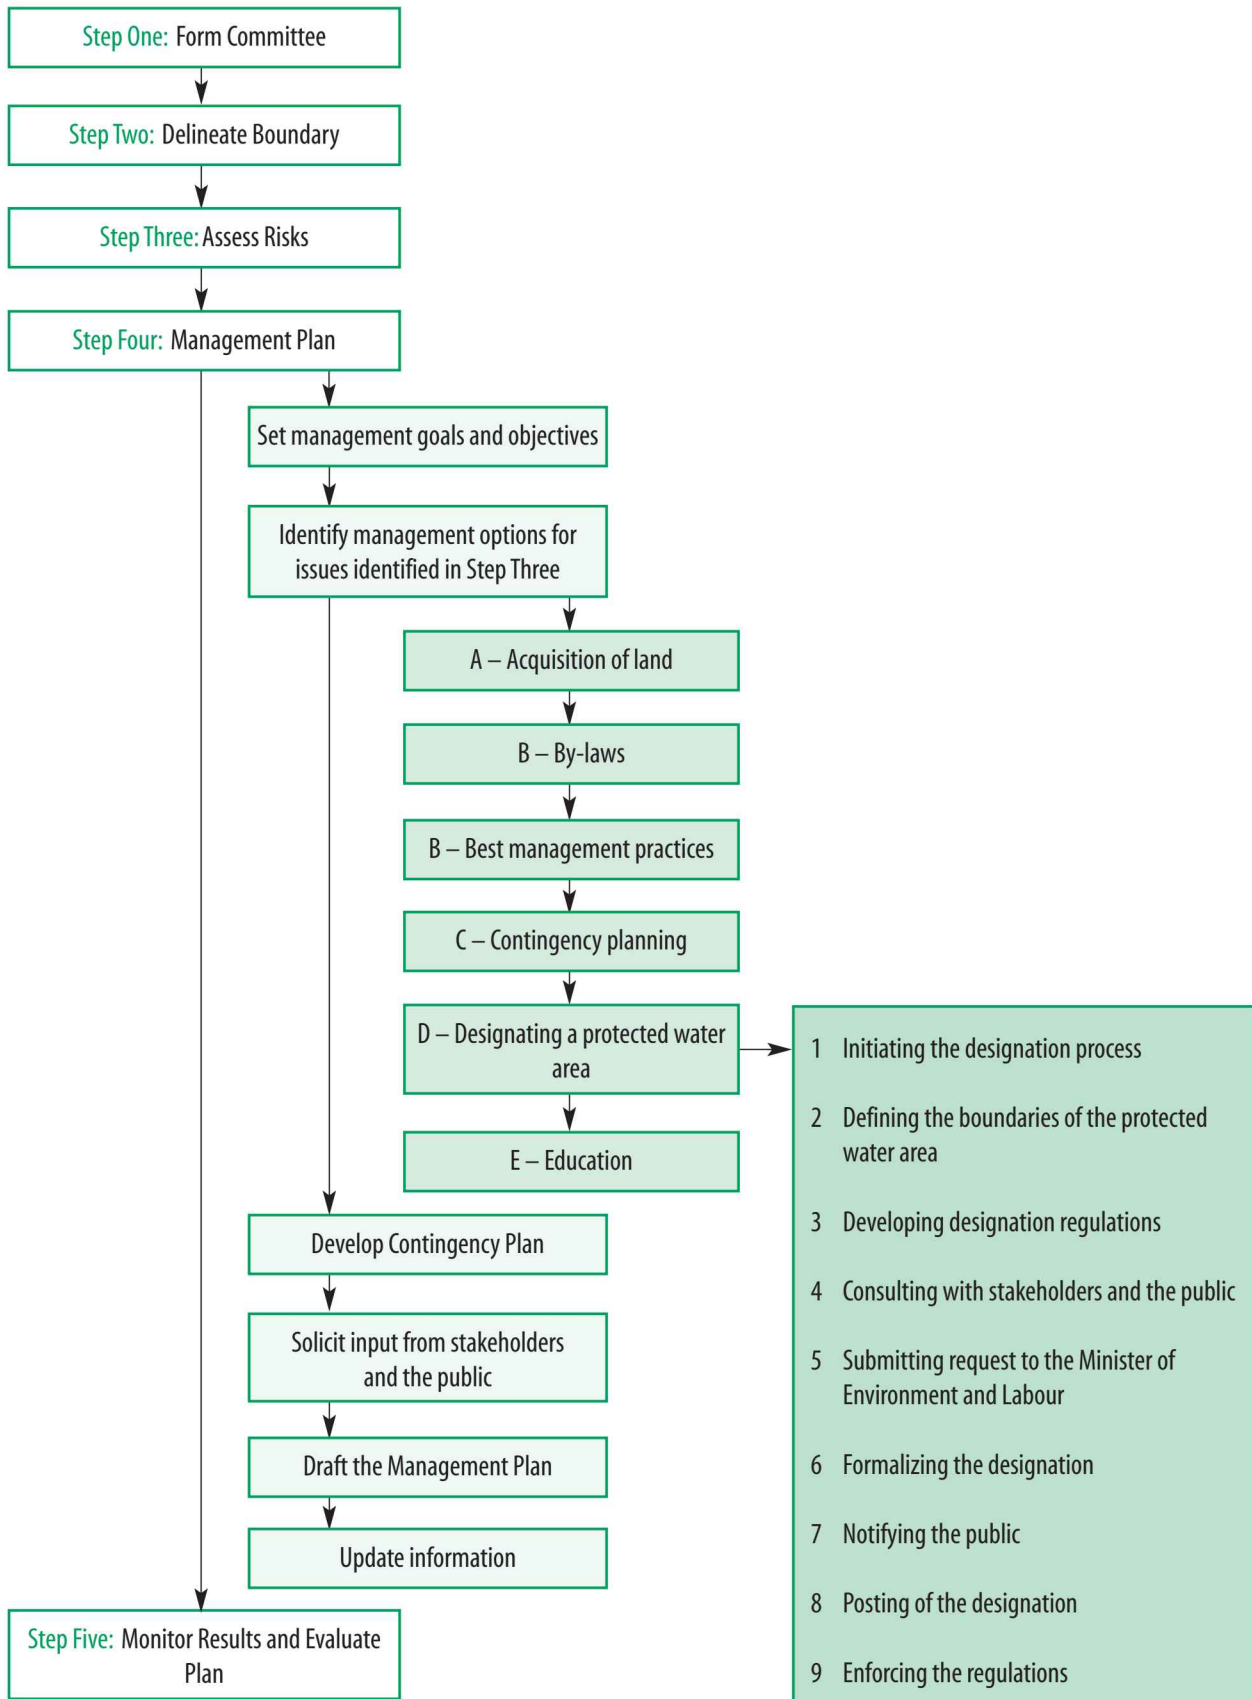 Step One: Form Committee
Step Two: Delineate Boundary
Step Three: Assess Risks
Step Four: Management Plan
Set management goals and objectives
Identify management options for
issues identified in Step Three
A – Acquisition of land
B – By-laws
B – Best management practices
C – Contingency planning
D – Designating a protected water
area
E – Education
1 Initiating the designation process
2 Defining the boundaries of the protected
water area
3 Developing designation regulations
4 Consulting with stakeholders and the public
5 Submitting request to the Minister of
Environment and Labour
6 Formalizing the designation
7 Notifying the public
8 Posting of the designation
9 Enforcing the regulations
Develop Contingency Plan
Solicit input from stakeholders
and the public
Draft the Management Plan
Update information
Step Five: Monitor Results and Evaluate
Plan